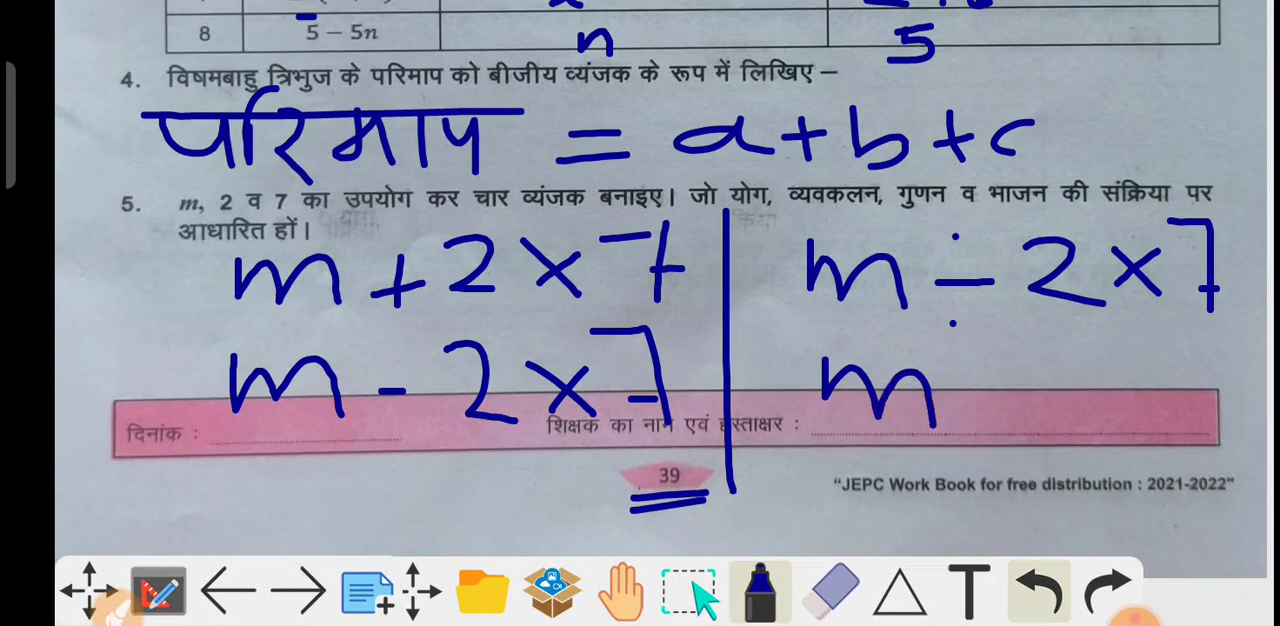 8 5 – 5n n 5
4. विषमबाहु त्रिभुज के परिमाप को बीजीय व्यंजक के रूप में लिखिए –
परिमाप = a+b+c
5. m, 2 व 7 का उपयोग कर चार व्यंजक बनाइए। जो योग, व्यवकलन, गुणन व भाजन की संक्रिया पर
आधारित हों।
m + 2 × 7
m - 2 × 7
m ÷ 2 × 7
m
दिनांक : शिक्षक का नाम एवं हस्ताक्षर :
39
"JEPC Work Book for free distribution : 2021-2022"
T